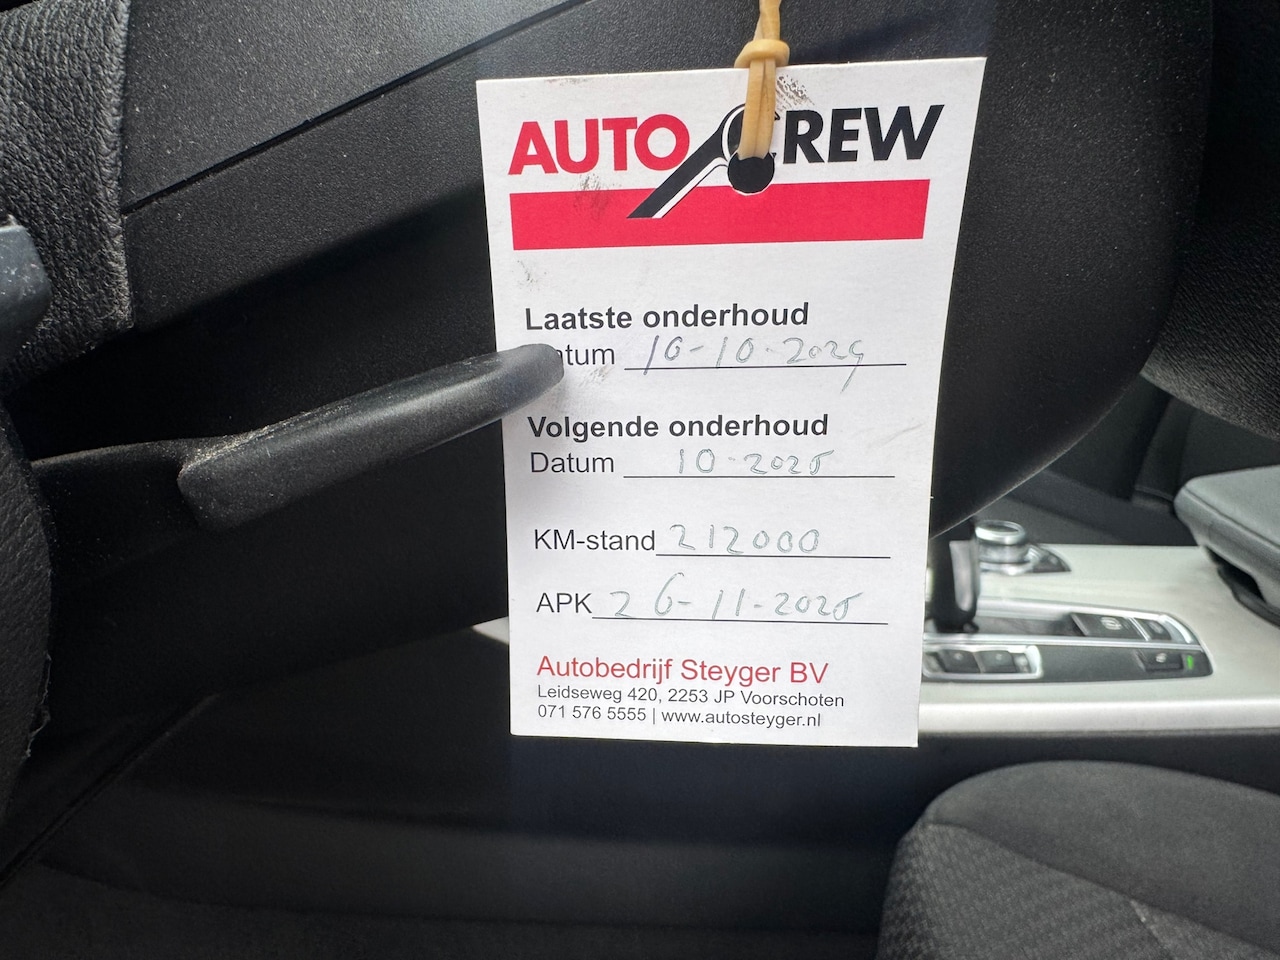 AUTO CREW
Laatste onderhoud
Datum 16-10-2024
Volgende onderhoud
Datum 10-2025
KM-stand 212000
APK 26-11-2025
Autobedrijf Steyger BV
Leidseweg 420, 2253 JP Voorschoten
071 576 5555 | www.autosteyger.nl